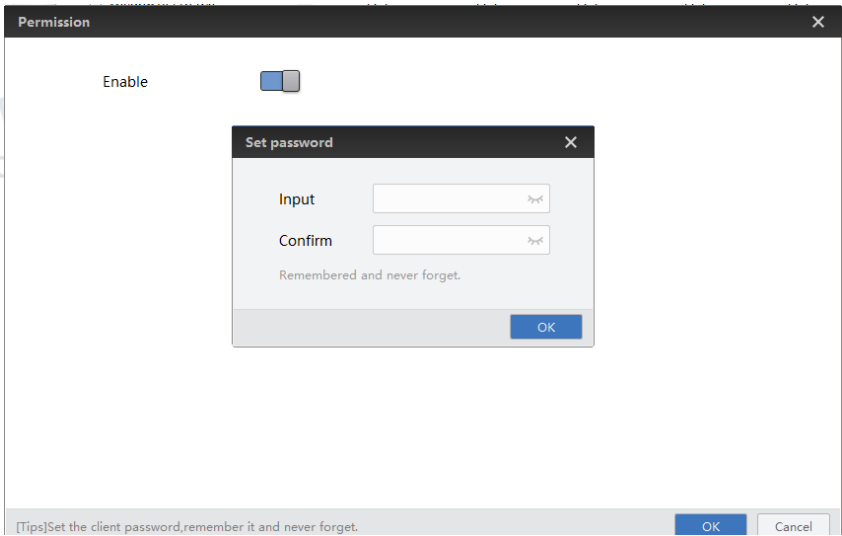 Permission
Enable
Set password
Input
Confirm
Remembered and never forget.
OK
[Tips]Set the client password,remember it and never forget.
OK
Cancel